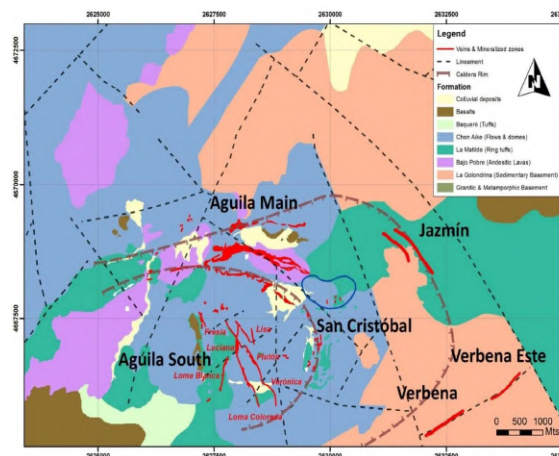 2625000
2627500
2630000
2632500
4672500
4670000
4667500
Legend
Veins & Mineralized zones
Lineament
Caldera Rim
Formation
Colluvial deposits
Basalts
Baqueró (Tuffs)
Chon Aike (Flows & domes)
La Matilde (Ring tuffs)
Bajo Pobre (Andesitic Lavas)
La Golondrina (Sedimentary Basement)
Granitic & Metamorphic Basement
N
Aguila Main
Jazmín
San Cristóbal
Fresia
Lisa
Luciana
Aguila South
Loma Blanca
Verónica
Loma Colorada
Verbena Este
Verbena
0
500
1000
Mts
2625000
2627500
2630000
2632500